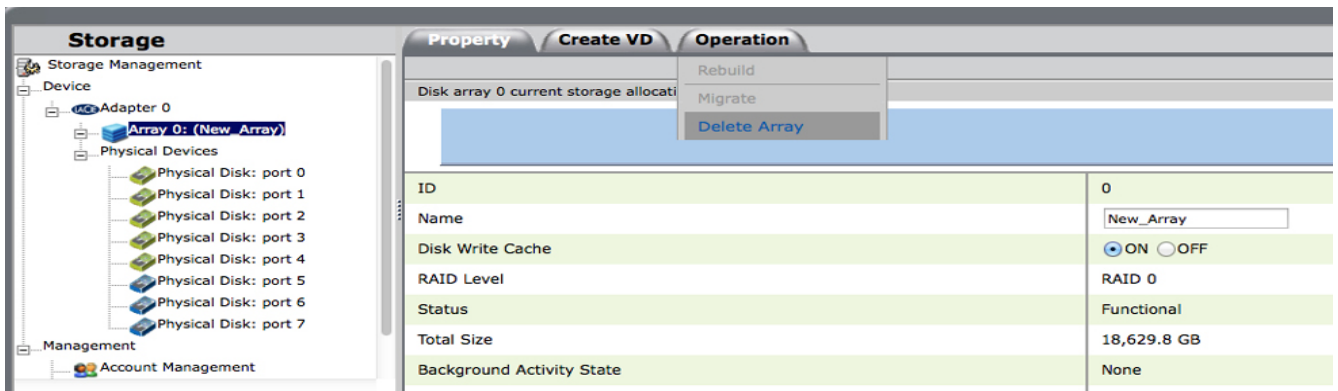 Storage
Storage Management
Device
Adapter 0
Array 0: (New_Array)
Physical Devices
Physical Disk: port 0
Physical Disk: port 1
Physical Disk: port 2
Physical Disk: port 3
Physical Disk: port 4
Physical Disk: port 5
Physical Disk: port 6
Physical Disk: port 7
Management
Account Management
Property Create VD Operation
Rebuild
Migrate
Delete Array
Disk array 0 current storage
ID 0
Name New_Array
Disk Write Cache ON OFF
RAID Level RAID 0
Status Functional
Total Size 18,629.8 GB
Background Activity State None